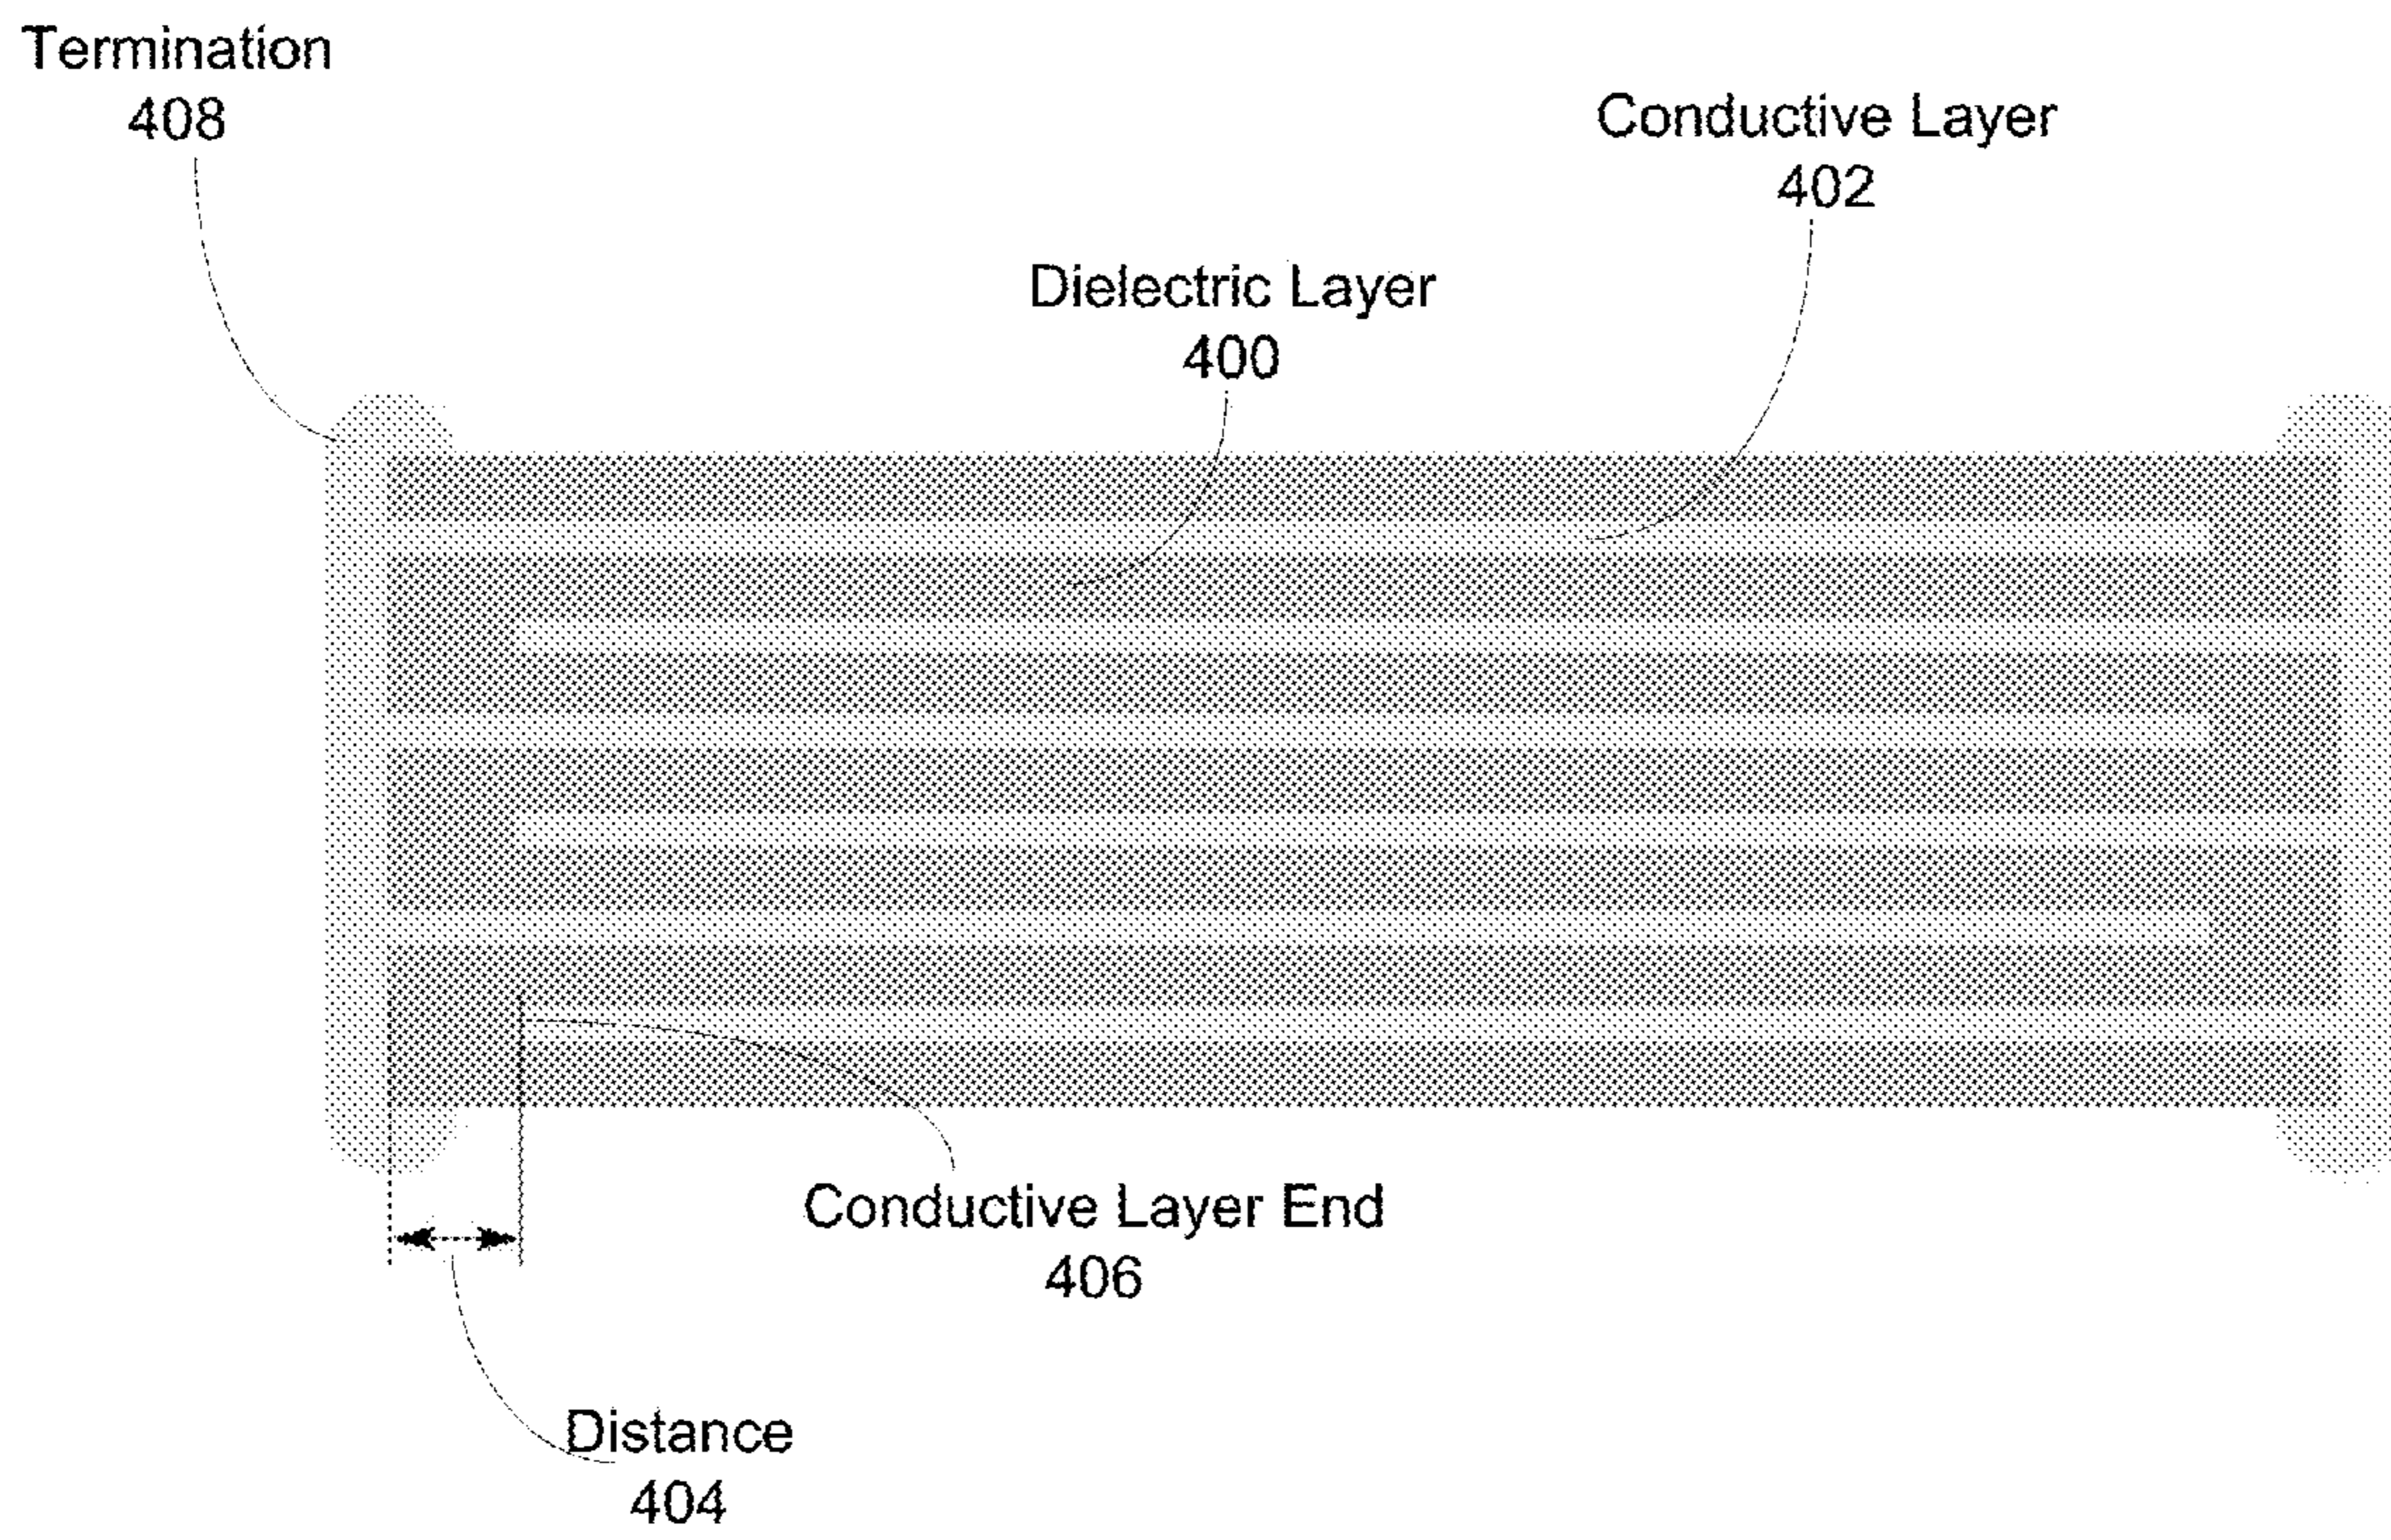 Termination
408
Conductive Layer
402
Dielectric Layer
400
Conductive Layer End
406
Distance
404